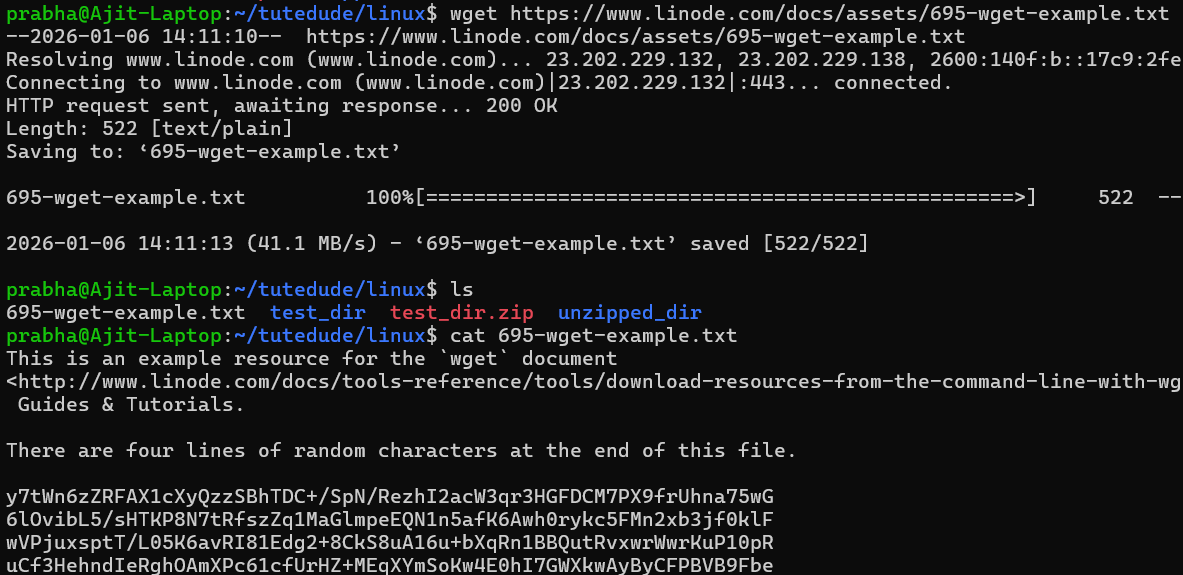 prabha@Ajit-Laptop:~/tutedude/linux$ wget https://www.linode.com/docs/assets/695-wget-example.txt
--2026-01-06 14:11:10--  https://www.linode.com/docs/assets/695-wget-example.txt
Resolving www.linode.com (www.linode.com)... 23.202.229.132, 23.202.229.138, 2600:140f:b::17c9:2fe
Connecting to www.linode.com (www.linode.com)|23.202.229.132|:443... connected.
HTTP request sent, awaiting response... 200 OK
Length: 522 [text/plain]
Saving to: ‘695-wget-example.txt’
695-wget-example.txt          100%[=================================================>]     522  --
2026-01-06 14:11:13 (41.1 MB/s) - ‘695-wget-example.txt’ saved [522/522]
prabha@Ajit-Laptop:~/tutedude/linux$ ls
695-wget-example.txt  test_dir  test_dir.zip  unzipped_dir
prabha@Ajit-Laptop:~/tutedude/linux$ cat 695-wget-example.txt
This is an example resource for the `wget` document
<http://www.linode.com/docs/tools-reference/tools/download-resources-from-the-command-line-with-wg
 Guides & Tutorials.
There are four lines of random characters at the end of this file.
y7tWn6zZRFAX1cXyQzzSBhTDC+/SpN/RezhI2acW3qr3HGFDCM7PX9frUhna75wG
6lOvibL5/sHTKP8N7tRfszZq1MaGlmpeEQN1n5afK6Awh0rykc5FMn2xb3jf0klF
wVPjuxsptT/L05K6avRI81Edg2+8CkS8uA16u+bXqRn1BBQutRvxwrWwrKuP10pR
uCf3HehndIeRghOAmXPc61cfUrHZ+MEqXYmSoKw4E0hI7GWXkwAyByCFPBVB9Fbe